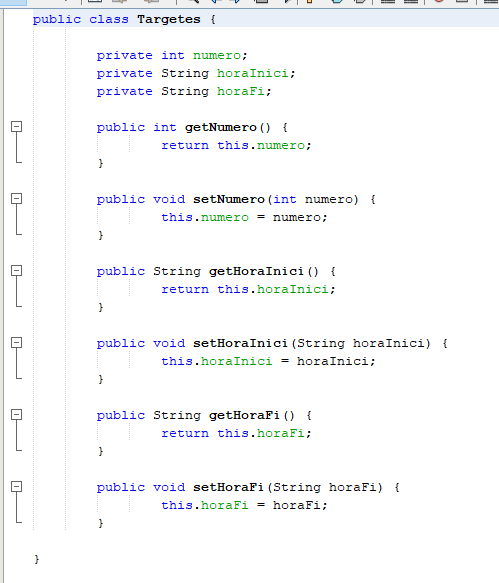 public class Targetes {
private int numero;
private String horaInici;
private String horaFi;
public int getNumero() {
return this.numero;
}
public void setNumero(int numero) {
this.numero = numero;
}
public String getHoraInici() {
return this.horaInici;
}
public void setHoraInici(String horaInici) {
this.horaInici = horaInici;
}
public String getHoraFi() {
return this.horaFi;
}
public void setHoraFi(String horaFi) {
this.horaFi = horaFi;
}
}